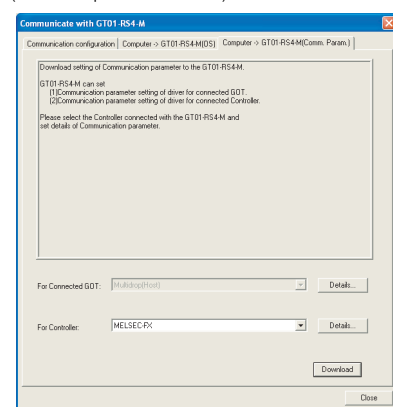 Communicate with GT01-RS4-M
Communication configuration
Computer -> GT01-RS4-M(OS)
Computer -> GT01-RS4-M(Comm. Param.)
Download setting of Communication parameter to the GT01-RS4-M.
GT01-RS4-M can set
(1)Communication parameter setting of driver for connected GOT.
(2)Communication parameter setting of driver for connected Controller.
Please select the Controller connected with the GT01-RS4-M and
set details of Communication parameter.
For Connected GOT:
Multidrop(Host)
Details...
For Controller:
MELSEC-FX
Details...
Download
Close